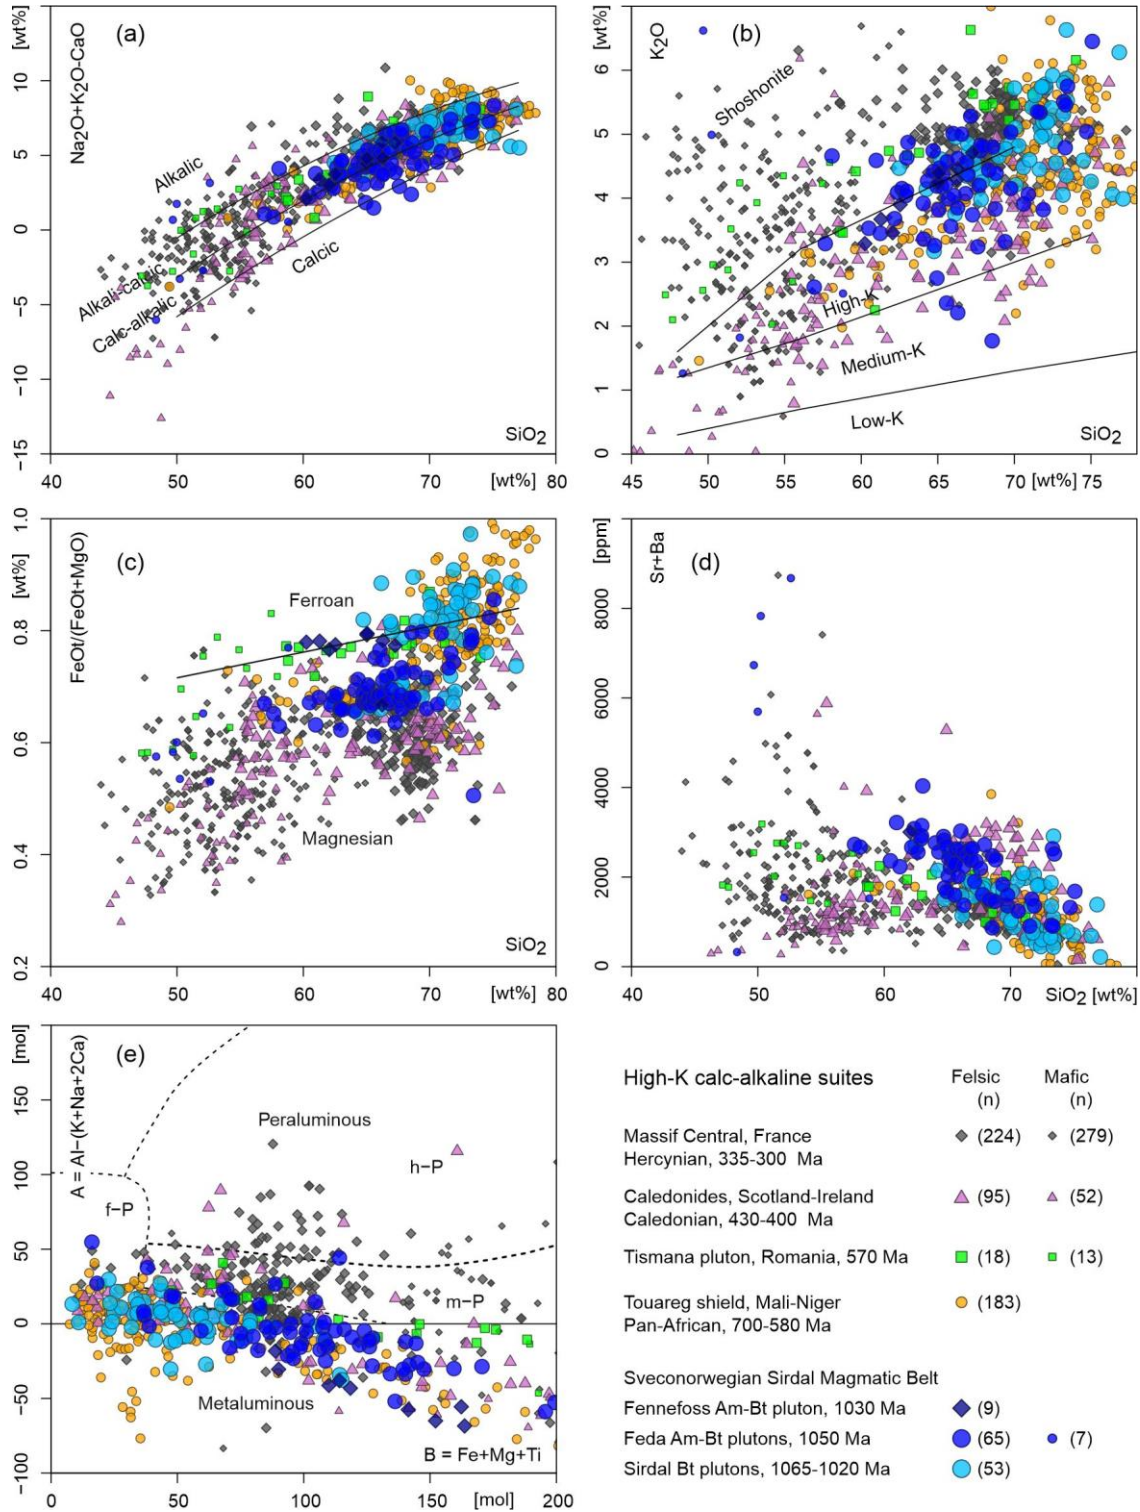 (a)
[wt%]
Na2O+K2O-CaO
10
5
0
−5
−10
−15
Alkalic
Calcic
Alkali-calcic
Calc-alkalic
SiO2
40
50
60
70
80
[wt%]
(b)
[wt%]
K2O
6
5
4
3
2
1
0
Shoshonite
High-K
Medium-K
Low-K
SiO2
45
50
55
60
65
70
[wt%]
75
(c)
FeOt/(FeOt+MgO)
[wt%]
1.0
0.8
0.6
0.4
0.2
Ferroan
Magnesian
SiO2
40
50
60
70
80
[wt%]
(d)
[ppm]
Sr+Ba
8000
6000
4000
2000
0
40
50
60
70
SiO2 [wt%]
(e)
[mol]
A = Al−(K+Na+2Ca)
150
100
50
0
−50
−100
Peraluminous
h−P
f−P
m−P
Metaluminous
B = Fe+Mg+Ti
0
50
100
150
[mol]
200
High-K calc-alkaline suites
Felsic
(n)
Mafic
(n)
Massif Central, France
Hercynian, 335-300 Ma
(224)
(279)
Caledonides, Scotland-Ireland
Caledonian, 430-400 Ma
(95)
(52)
Tismana pluton, Romania, 570 Ma
(18)
(13)
Touareg shield, Mali-Niger
Pan-African, 700-580 Ma
(183)
Sveconorwegian Sirdal Magmatic Belt
Fennefoss Am-Bt pluton, 1030 Ma
(9)
Feda Am-Bt plutons, 1050 Ma
(65)
(7)
Sirdal Bt plutons, 1065-1020 Ma
(53)